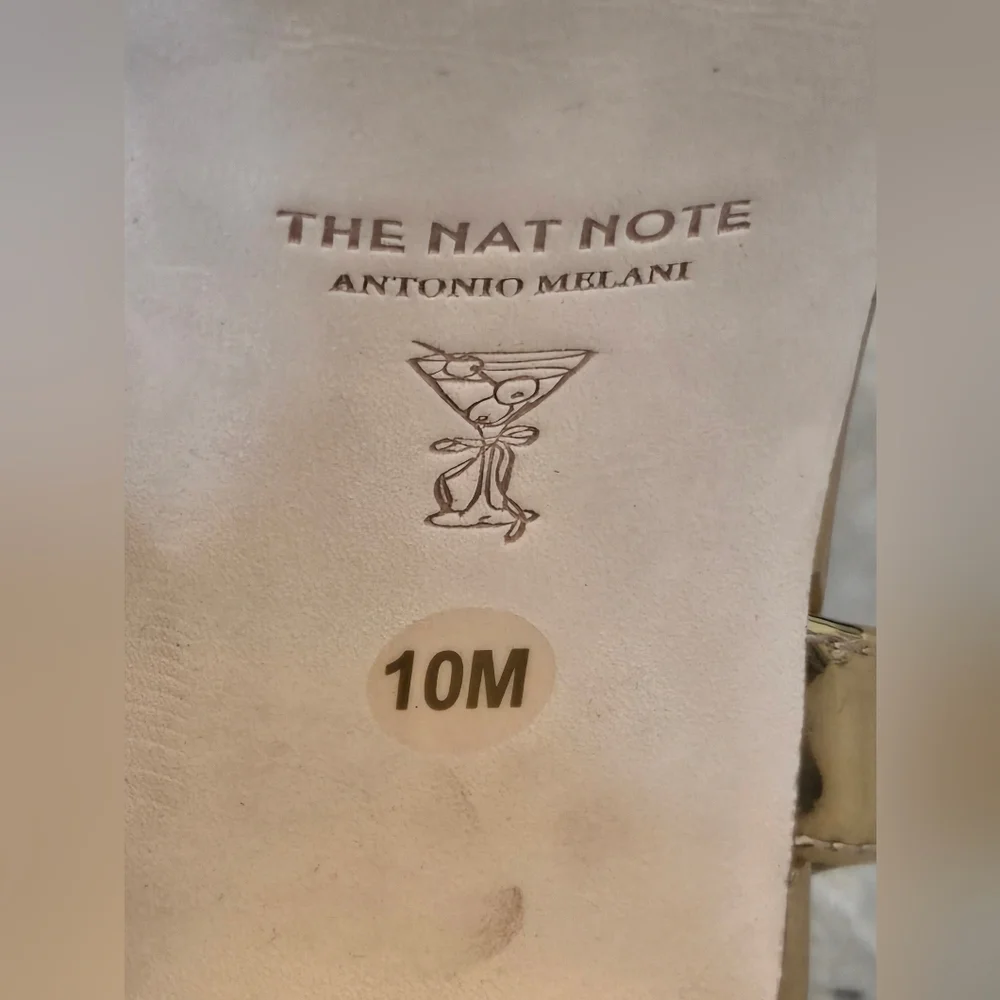 THE NAT NOTE
ANTONIO MELANI
10M